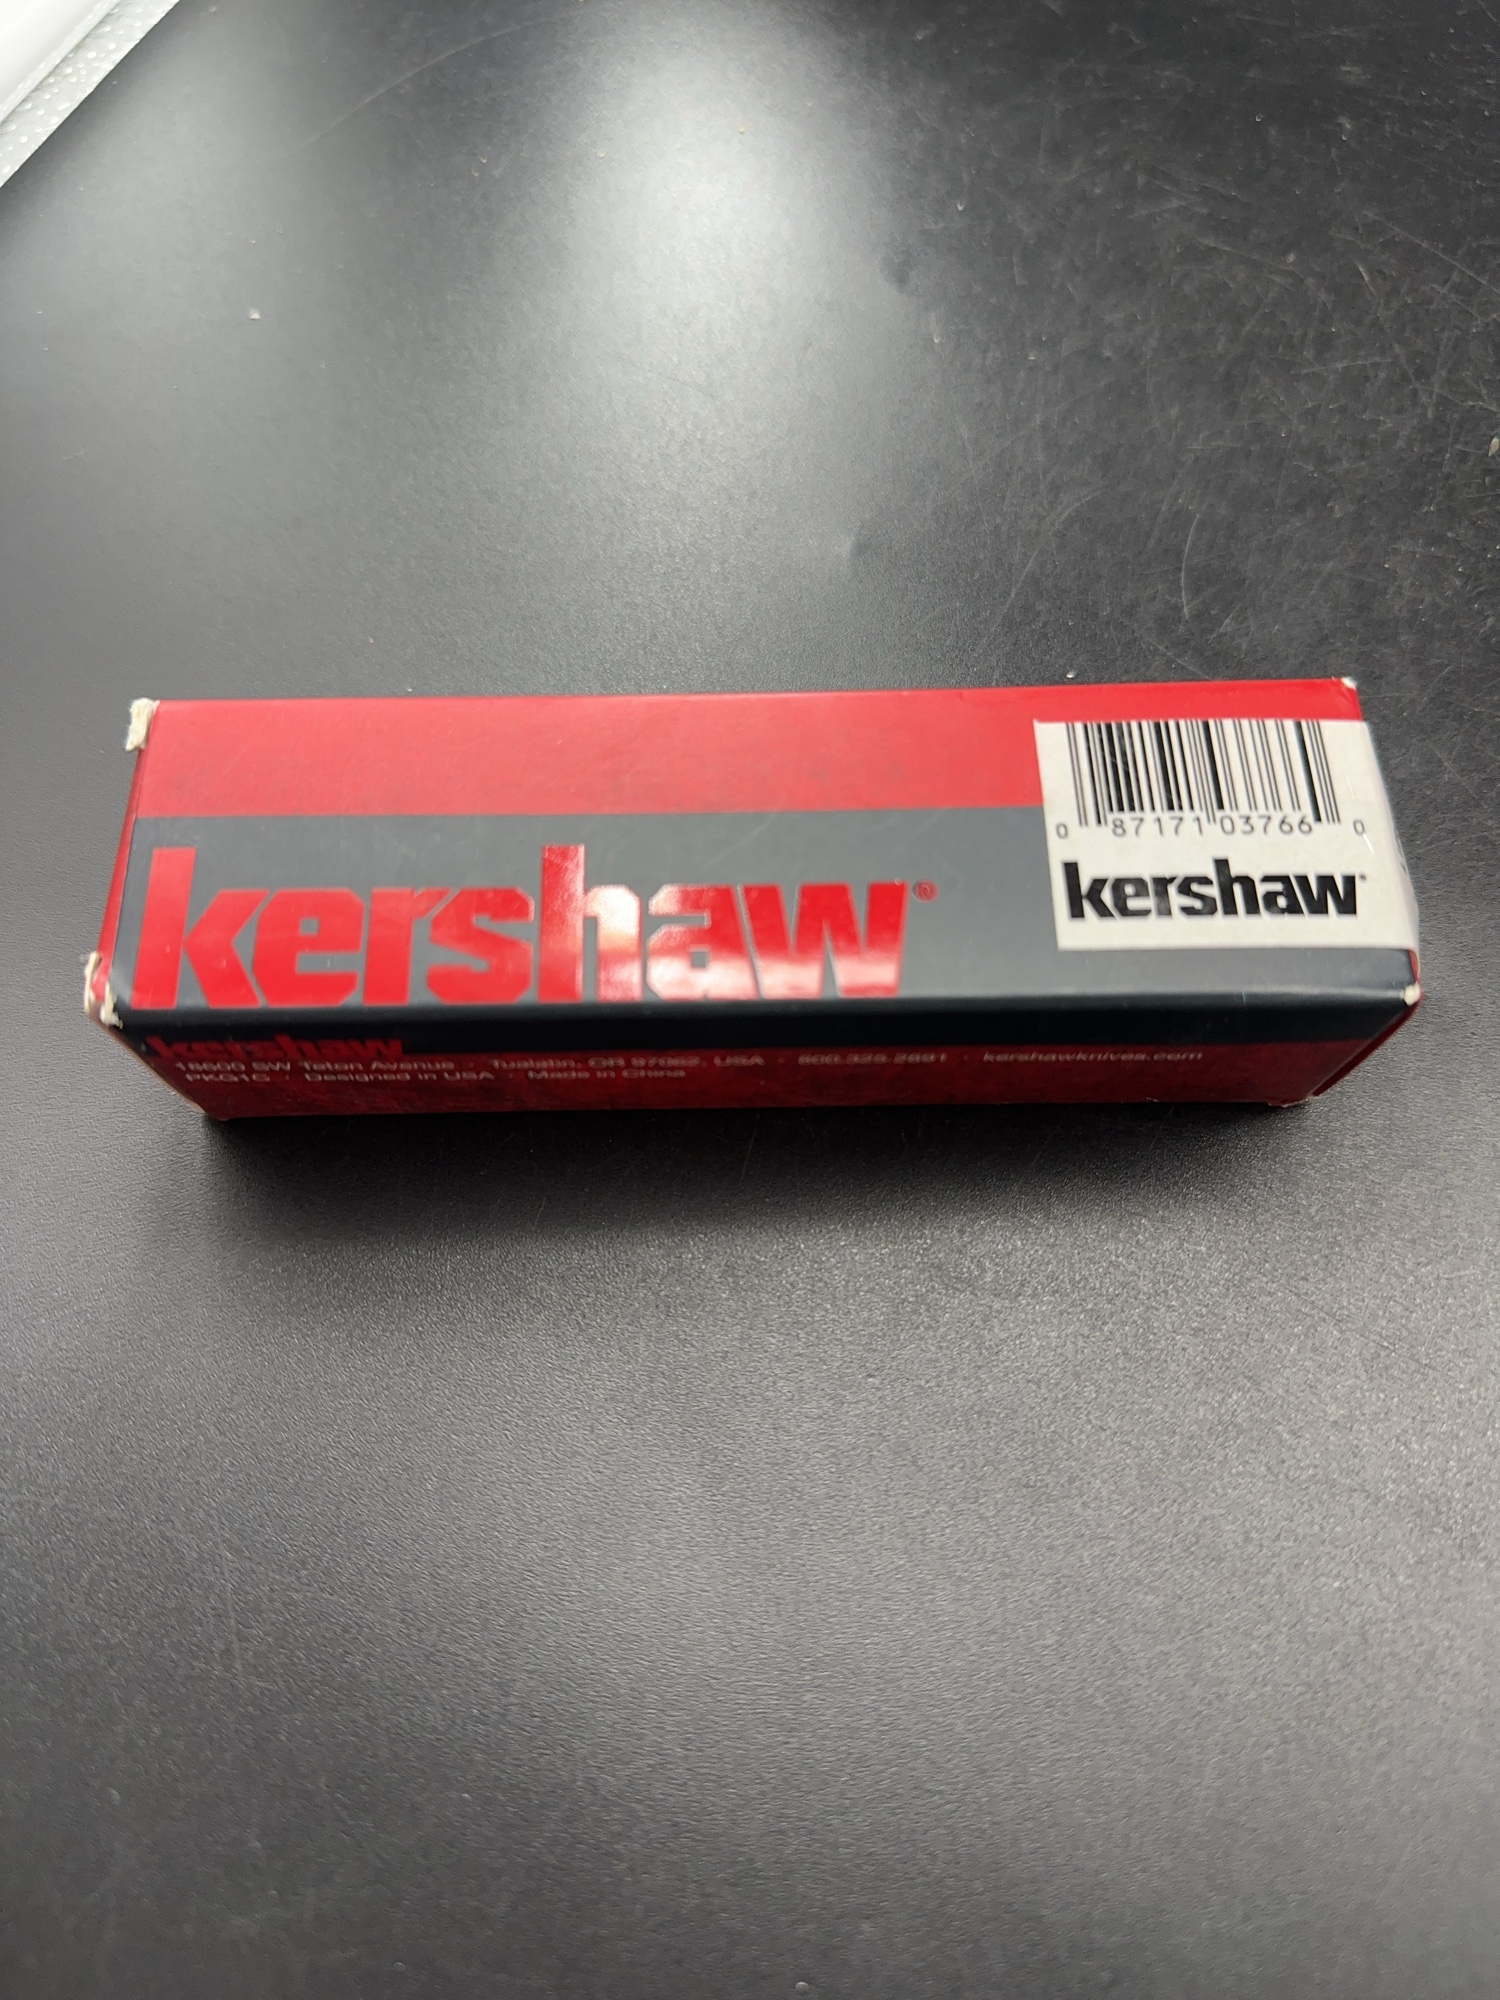 kershaw®
0 87171 03766 0
kershaw
kershaw
18600 SW Teton Avenue · Tualatin, OR 97062, USA · 800.325.2891 · kershawknives.com
PKG1C · Designed in USA · Made in China